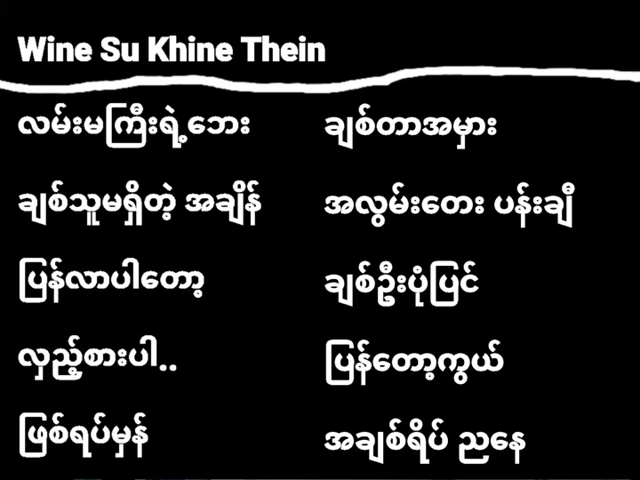 Wine Su Khine Thein
လမ်းမကြီးရဲ့ဘေး
ချစ်သူမရှိတဲ့ အချိန်
ပြန်လာပါတော့
လှည့်စားပါ..
ဖြစ်ရပ်မှန်
ချစ်တာအမှား
အလွမ်းတေး ပန်းချီ
ချစ်ဦးပုံပြင်
ပြန်တော့ကွယ်
အချစ်ရိပ် ညနေ